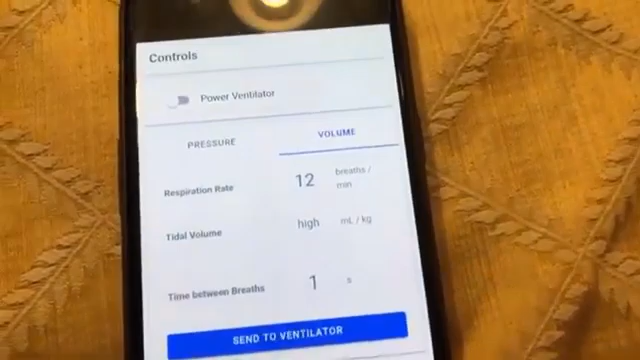 Controls
Power Ventilator
PRESSURE VOLUME
Respiration Rate 12 breaths / min
Tidal Volume high mL / kg
Time between Breaths 1 s
SEND TO VENTILATOR